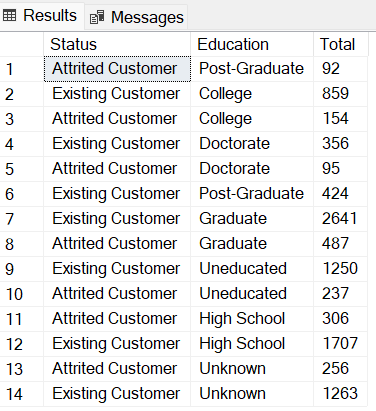 Results Messages
Status Education Total
1 Attrited Customer Post-Graduate 92
2 Existing Customer College 859
3 Attrited Customer College 154
4 Existing Customer Doctorate 356
5 Attrited Customer Doctorate 95
6 Existing Customer Post-Graduate 424
7 Existing Customer Graduate 2641
8 Attrited Customer Graduate 487
9 Existing Customer Uneducated 1250
10 Attrited Customer Uneducated 237
11 Attrited Customer High School 306
12 Existing Customer High School 1707
13 Attrited Customer Unknown 256
14 Existing Customer Unknown 1263